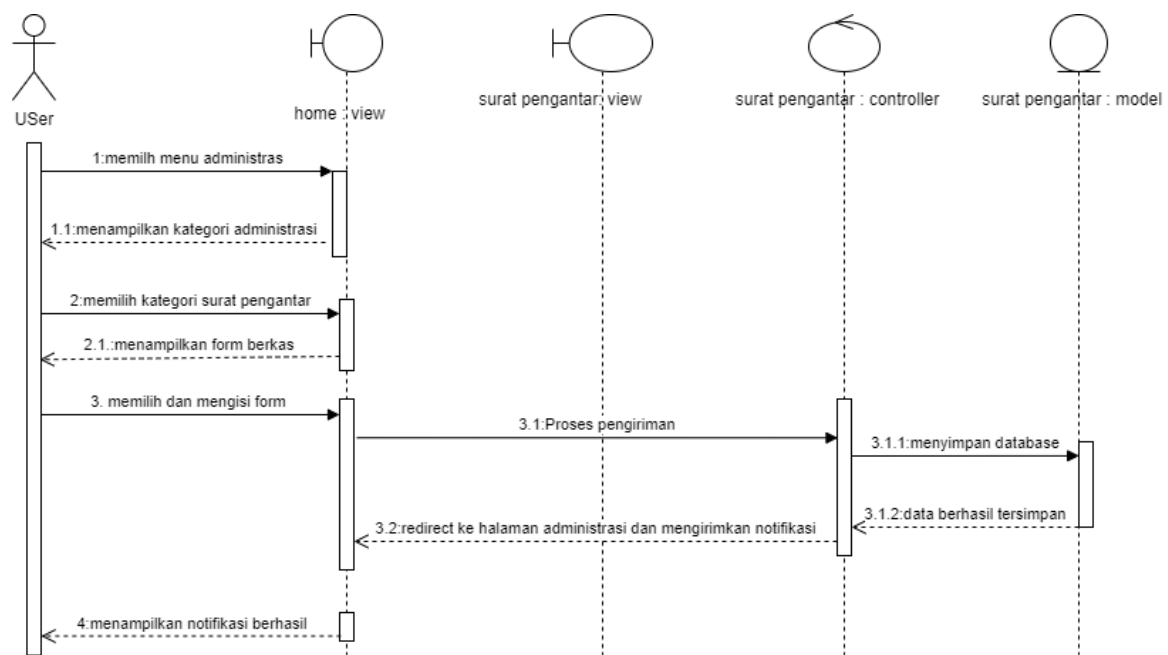 USer
home : view
surat pengantar: view
surat pengantar : controller
surat pengantar : model
1:memilh menu administras
1.1:menampilkan kategori administrasi
2:memilih kategori surat pengantar
2.1.:menampilkan form berkas
3. memilih dan mengisi form
3.1:Proses pengiriman
3.1.1:menyimpan database
3.1.2:data berhasil tersimpan
3.2:redirect ke halaman administrasi dan mengirimkan notifikasi
4:menampilkan notifikasi berhasil